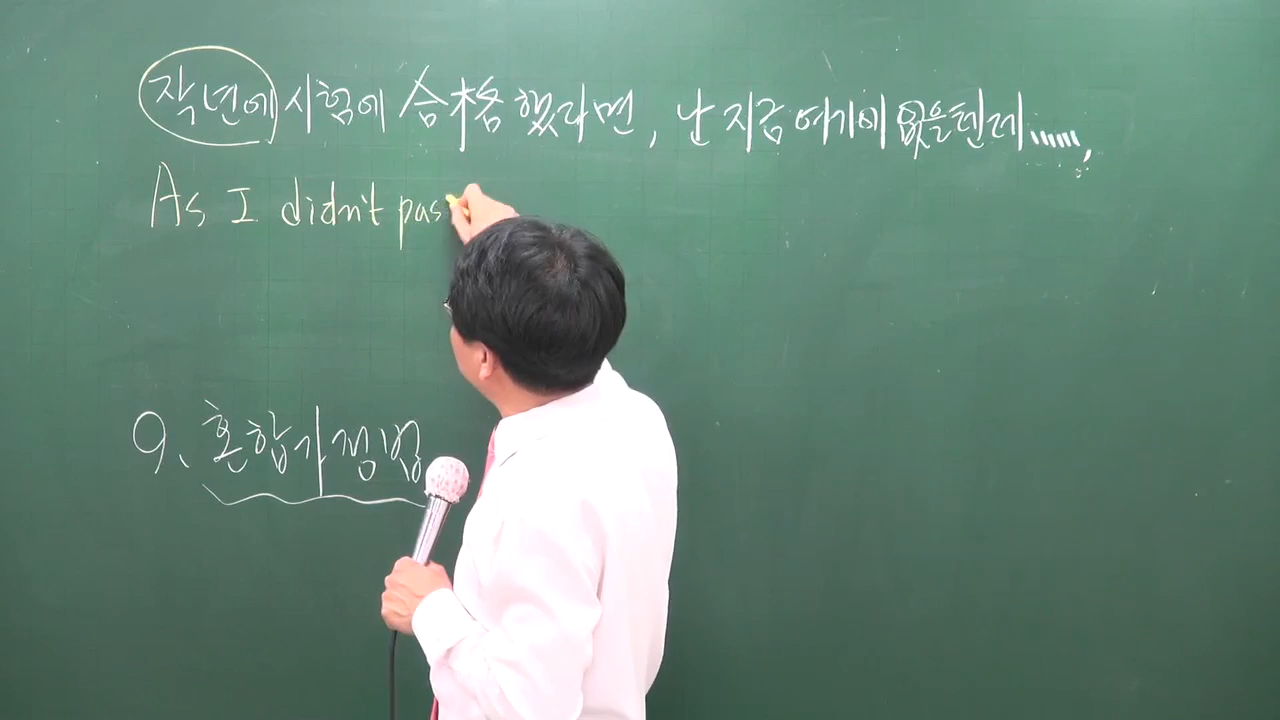 작년에 시험에 合格했다면, 난 지금 여기에 없을텐데......,
As I didn't pas
9. 혼합가정법